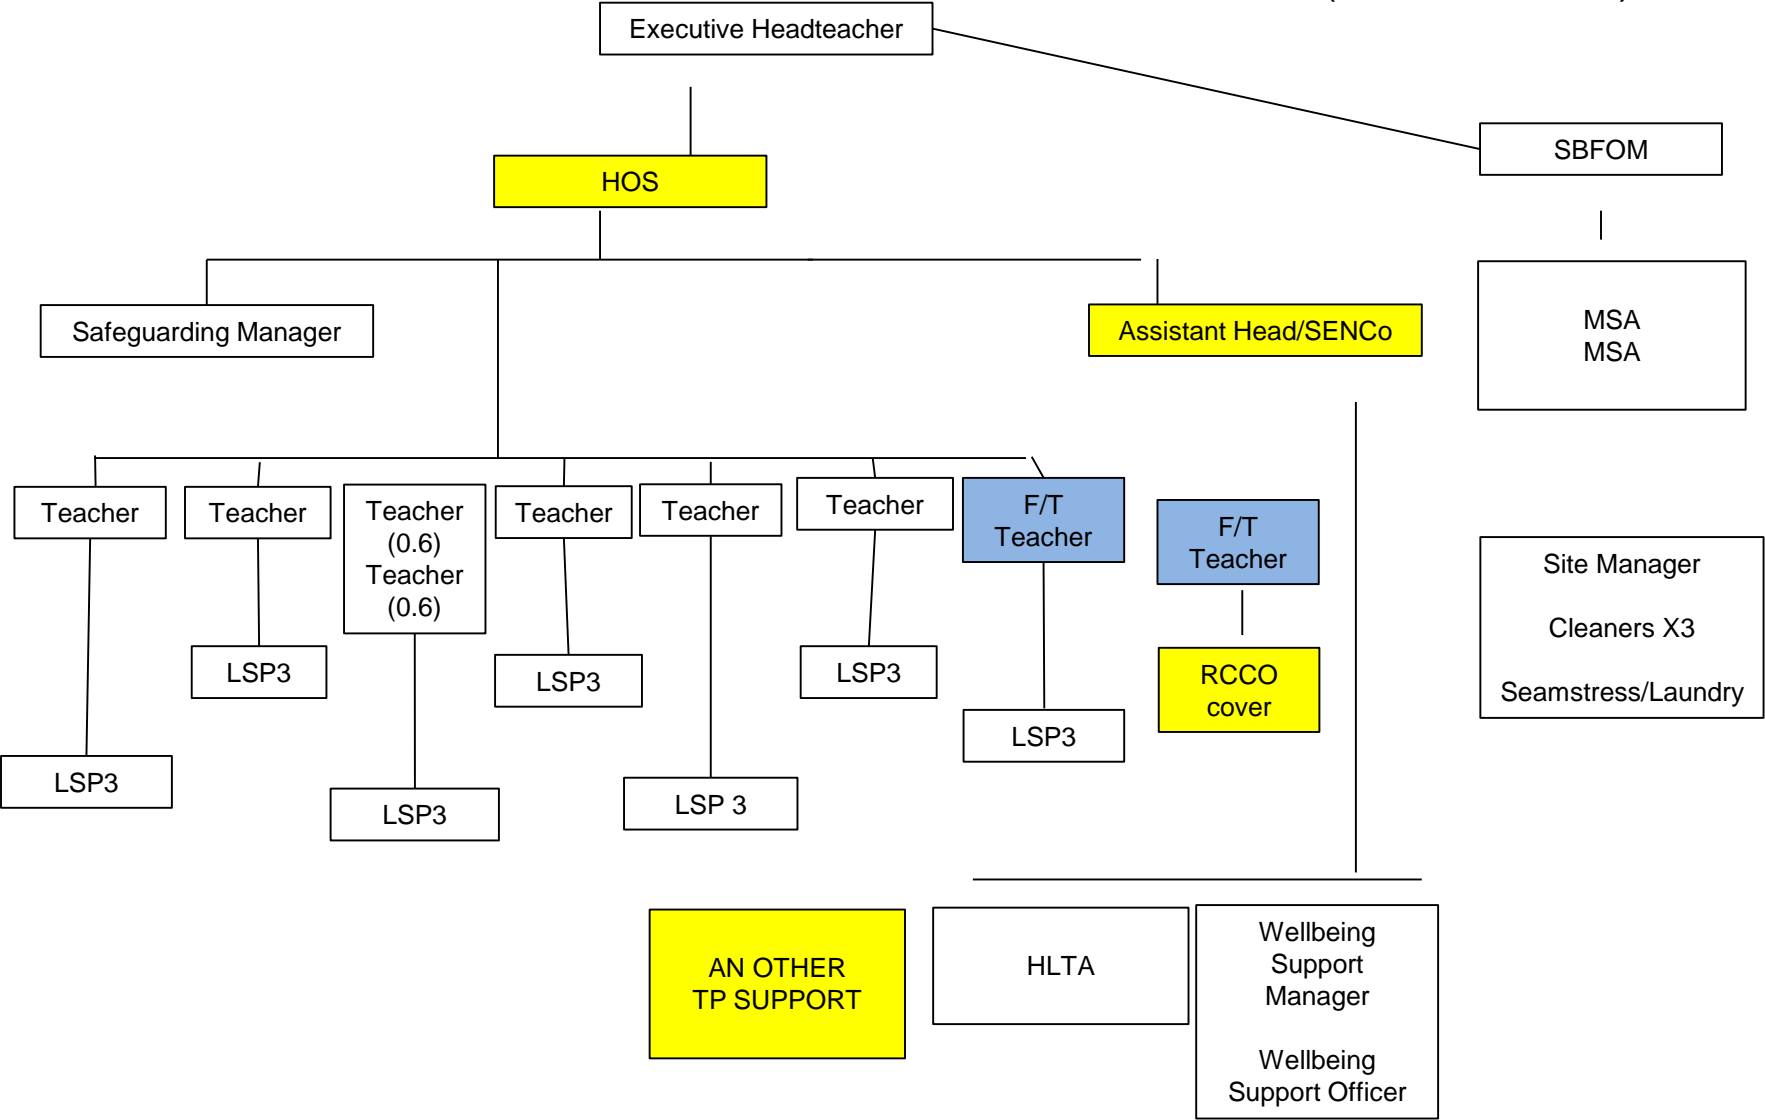 Executive Headteacher
SBFOM
HOS
Safeguarding Manager
Assistant Head/SENCo
MSA
MSA
Teacher
Teacher
Teacher
(0.6)
Teacher
(0.6)
Teacher
Teacher
Teacher
F/T
Teacher
F/T
Teacher
Site Manager
Cleaners X3
Seamstress/Laundry
LSP3
LSP3
LSP3
LSP3
LSP 3
LSP3
LSP3
RCCO
cover
AN OTHER
TP SUPPORT
HLTA
Wellbeing
Support
Manager
Wellbeing
Support Officer